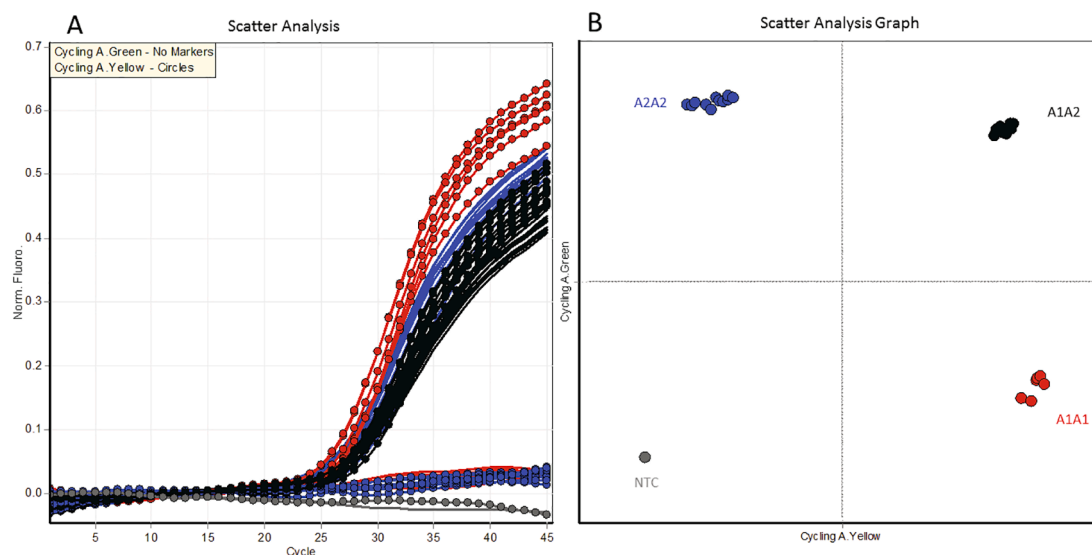 A
Scatter Analysis
Cycling A.Green - No Markers
Cycling A.Yellow - Circles
0.7
0.6
0.5
0.4
0.3
0.2
0.1
0.0
Norm. Fluoro.
5
10
15
20
25
30
35
40
45
Cycle
B
Scatter Analysis Graph
A2A2
A1A2
A1A1
NTC
Cycling A.Green
Cycling A.Yellow